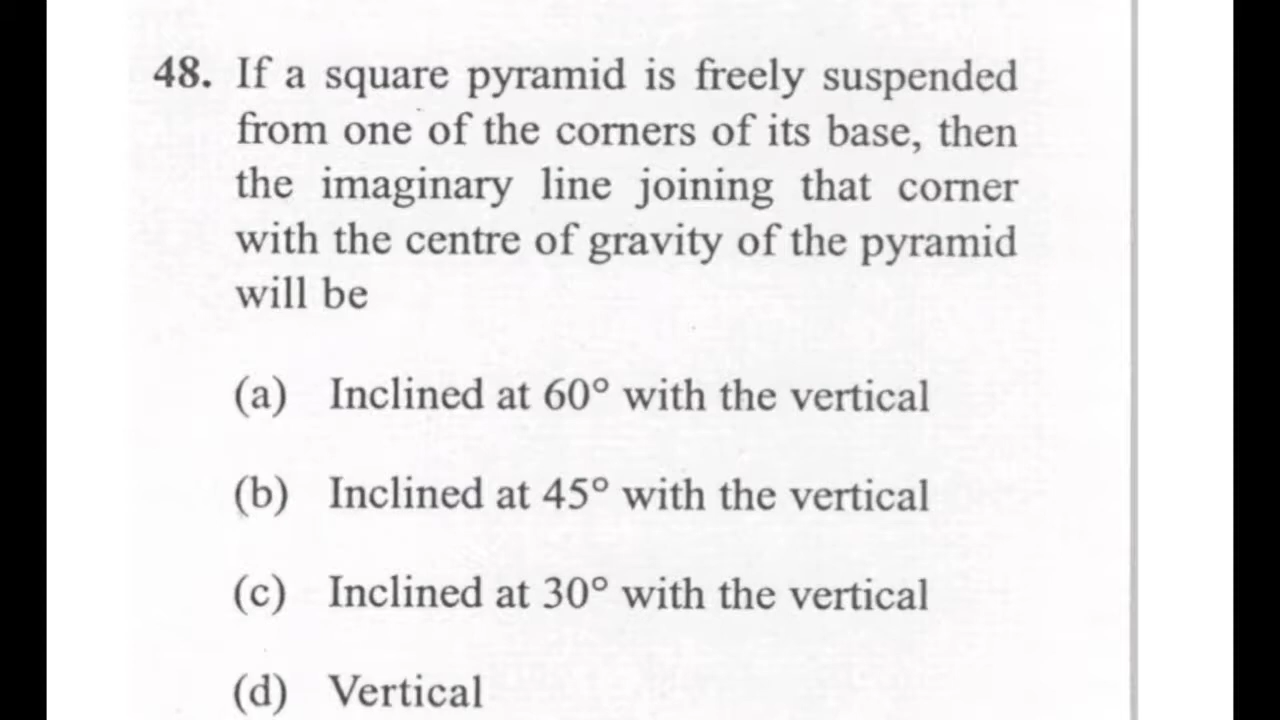 48. If a square pyramid is freely suspended
from one of the corners of its base, then
the imaginary line joining that corner
with the centre of gravity of the pyramid
will be
(a) Inclined at 60° with the vertical
(b) Inclined at 45° with the vertical
(c) Inclined at 30° with the vertical
(d) Vertical